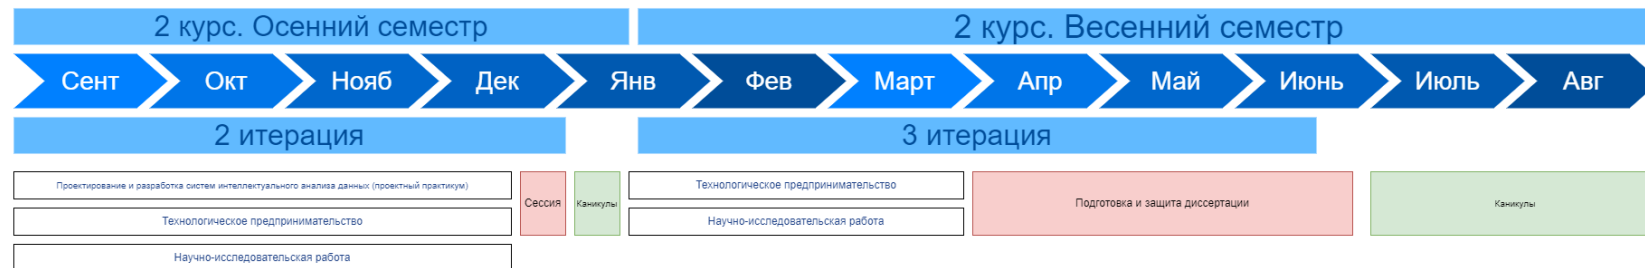 2 курс. Осенний семестр
2 курс. Весенний семестр
Сент
Окт
Нояб
Дек
Янв
Фев
Март
Апр
Май
Июнь
Июль
Авг
2 итерация
3 итерация
Проектирование и разработка систем интеллектуального анализа данных (проектный практикум)
Технологическое предпринимательство
Научно-исследовательская работа
Сессия
Каникулы
Технологическое предпринимательство
Научно-исследовательская работа
Подготовка и защита диссертации
Каникулы